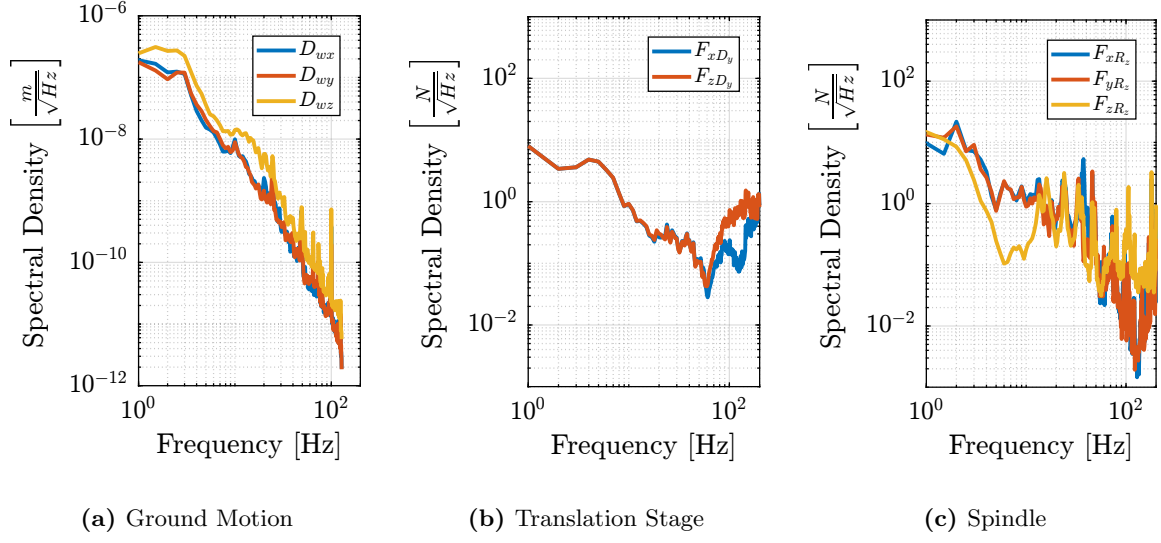 Spectral Density [m/√Hz]
10^-6
10^-8
10^-10
10^-12
D_wx
D_wy
D_wz
10^0
10^2
Frequency [Hz]
(a) Ground Motion
Spectral Density [N/√Hz]
10^2
10^0
10^-2
F_xD_y
F_zD_y
10^0
10^2
Frequency [Hz]
(b) Translation Stage
Spectral Density [N/√Hz]
10^2
10^0
10^-2
F_xR_z
F_yR_z
F_zR_z
10^0
10^2
Frequency [Hz]
(c) Spindle